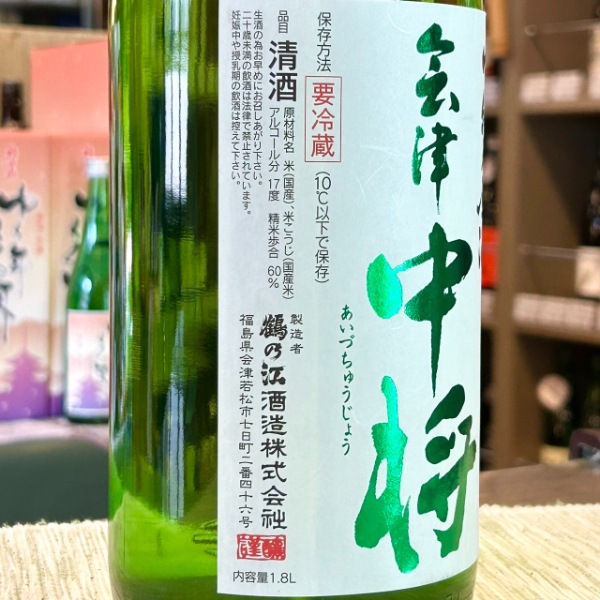 会津中将
あいづちゅうじょう
保存方法 要冷蔵 (10℃以下で保存)
品目 清酒
原材料名 米(国産)、米こうじ(国産米)
アルコール分 17度 精米歩合 60%
生酒の為お早めにお召しあがり下さい。
二十歳未満の飲酒は法律で禁止されています。
妊娠中や授乳期の飲酒は控えて下さい。
製造者
鶴乃江酒造株式会社
福島県会津若松市七日町二番四十六号
内容量1.8L